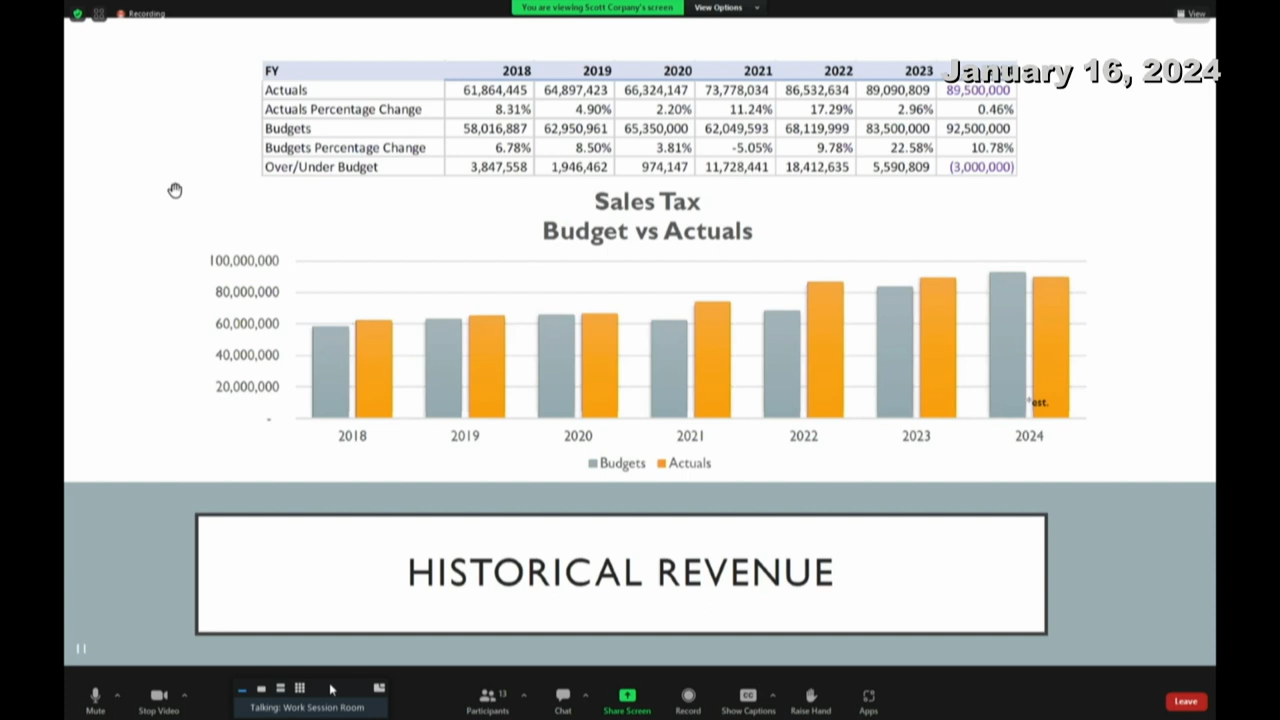 Recording
You are viewing Scott Corpany's screen View Options
View
January 16, 2024
FY 2018 2019 2020 2021 2022 2023
Actuals 61,864,445 64,897,423 66,324,147 73,778,034 86,532,634 89,090,809 89,500,000
Actuals Percentage Change 8.31% 4.90% 2.20% 11.24% 17.29% 2.96% 0.46%
Budgets 58,016,887 62,950,961 65,350,000 62,049,593 68,119,999 83,500,000 92,500,000
Budgets Percentage Change 6.78% 8.50% 3.81% -5.05% 9.78% 22.58% 10.78%
Over/Under Budget 3,847,558 1,946,462 974,147 11,728,441 18,412,635 5,590,809 (3,000,000)
Sales Tax
Budget vs Actuals
100,000,000
80,000,000
60,000,000
40,000,000
20,000,000
-
*est.
2018 2019 2020 2021 2022 2023 2024
Budgets Actuals
HISTORICAL REVENUE
Talking: Work Session Room
Mute Stop Video Participants 13 Chat Share Screen Record CC Show Captions Raise Hand Apps Leave